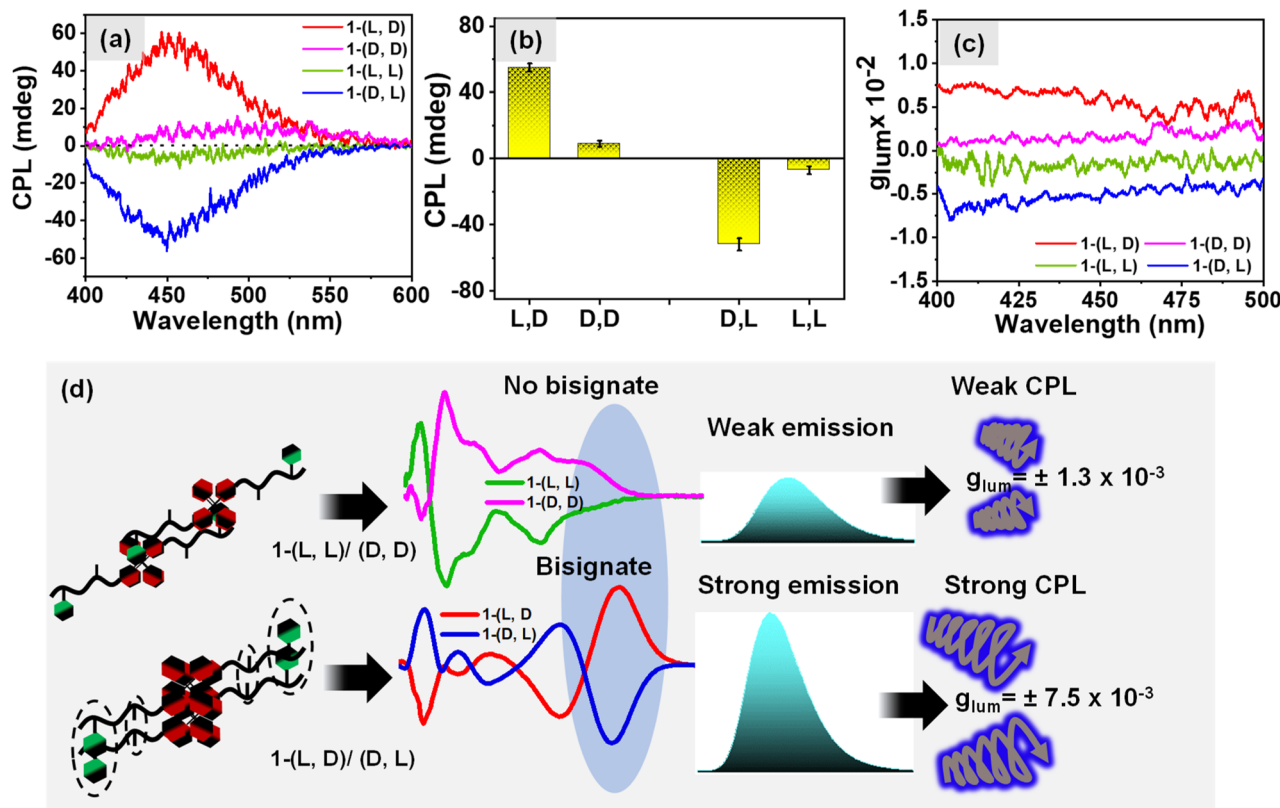 (a)
1-(L, D)
1-(D, D)
1-(L, L)
1-(D, L)
60
40
20
0
-20
-40
-60
CPL (mdeg)
400 450 500 550 600
Wavelength (nm)
(b)
80
40
0
-40
-80
CPL (mdeg)
L,D D,D D,L L,L
(c)
1.5
1.0
0.5
0.0
-0.5
-1.0
-1.5
glum× 10⁻²
1-(L, D) 1-(D, D)
1-(L, L) 1-(D, L)
400 425 450 475 500
Wavelength (nm)
(d)
No bisignate
Weak CPL
Weak emission
1-(L, L)
1-(D, D)
g_lum= ± 1.3 x 10⁻³
1-(L, L)/ (D, D)
Bisignate
Strong emission
Strong CPL
1-(L, D
1-(D, L)
g_lum= ± 7.5 x 10⁻³
1-(L, D)/ (D, L)